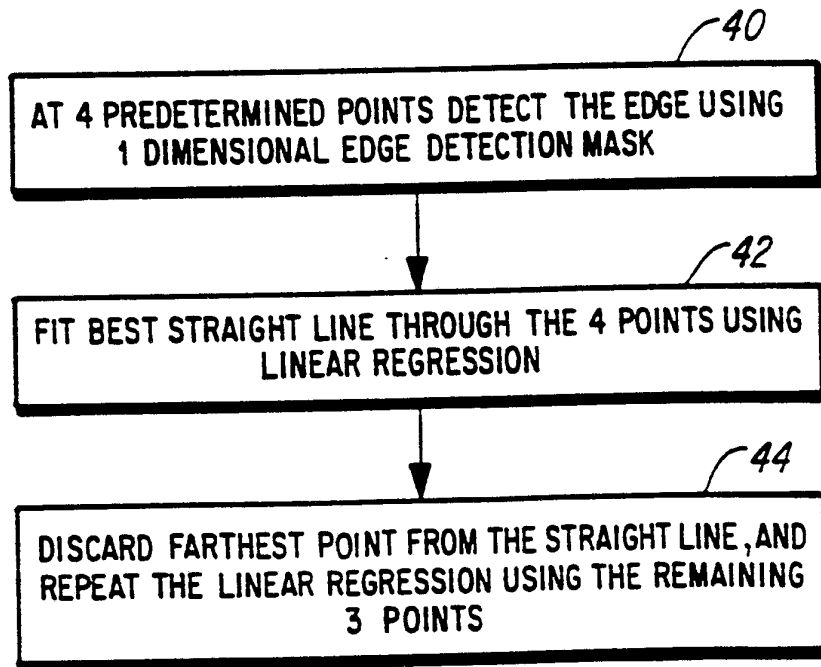 40
AT 4 PREDETERMINED POINTS DETECT THE EDGE USING
1 DIMENSIONAL EDGE DETECTION MASK
42
FIT BEST STRAIGHT LINE THROUGH THE 4 POINTS USING
LINEAR REGRESSION
44
DISCARD FARTHEST POINT FROM THE STRAIGHT LINE, AND
REPEAT THE LINEAR REGRESSION USING THE REMAINING
3 POINTS